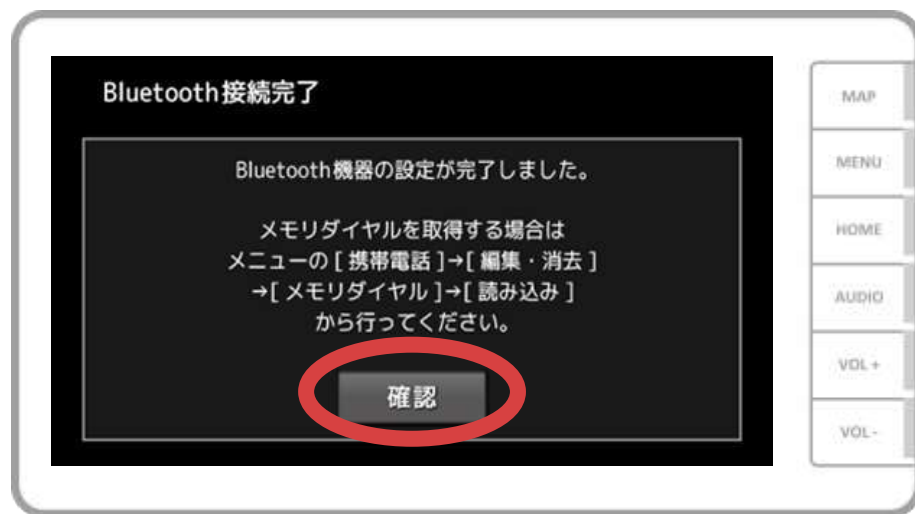 Bluetooth接続完了
Bluetooth機器の設定が完了しました。
メモリダイヤルを取得する場合は
メニューの [ 携帯電話 ]→[ 編集・消去 ]
→[ メモリダイヤル ]→[ 読み込み ]
から行ってください。
確認
MAP
MENU
HOME
AUDIO
VOL +
VOL -